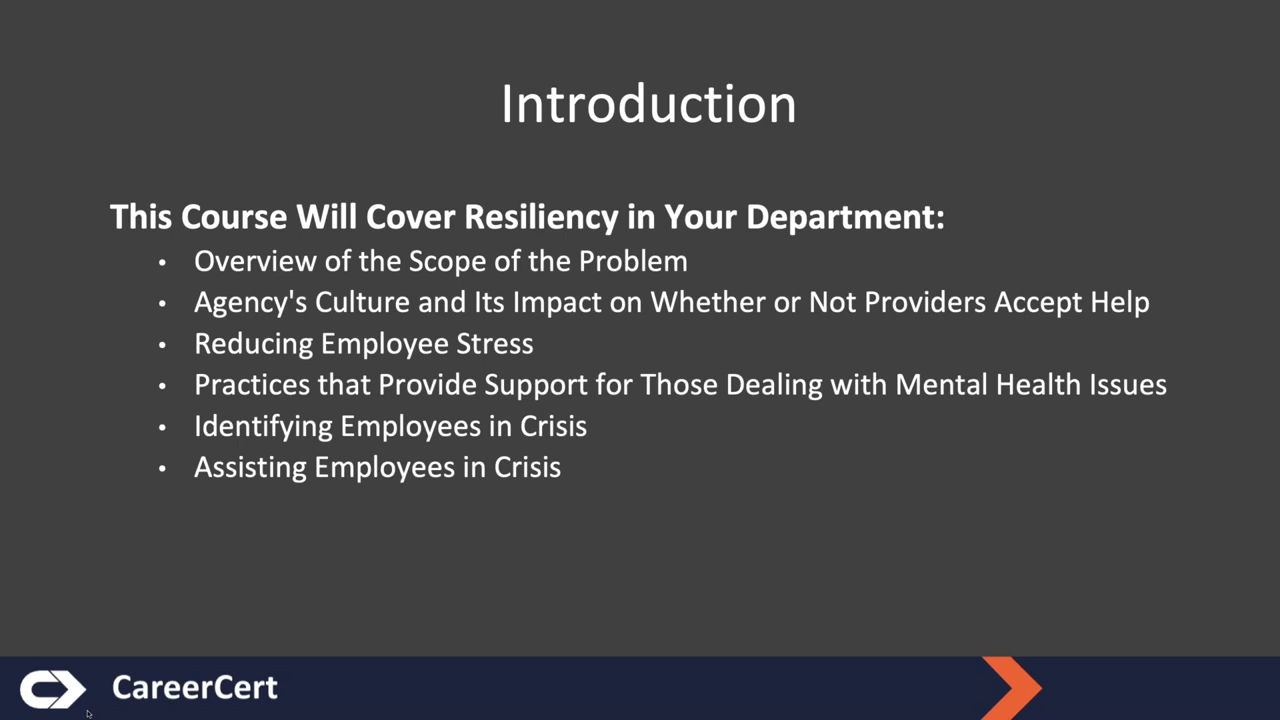 Introduction
This Course Will Cover Resiliency in Your Department:
• Overview of the Scope of the Problem
• Agency's Culture and Its Impact on Whether or Not Providers Accept Help
• Reducing Employee Stress
• Practices that Provide Support for Those Dealing with Mental Health Issues
• Identifying Employees in Crisis
• Assisting Employees in Crisis
CareerCert